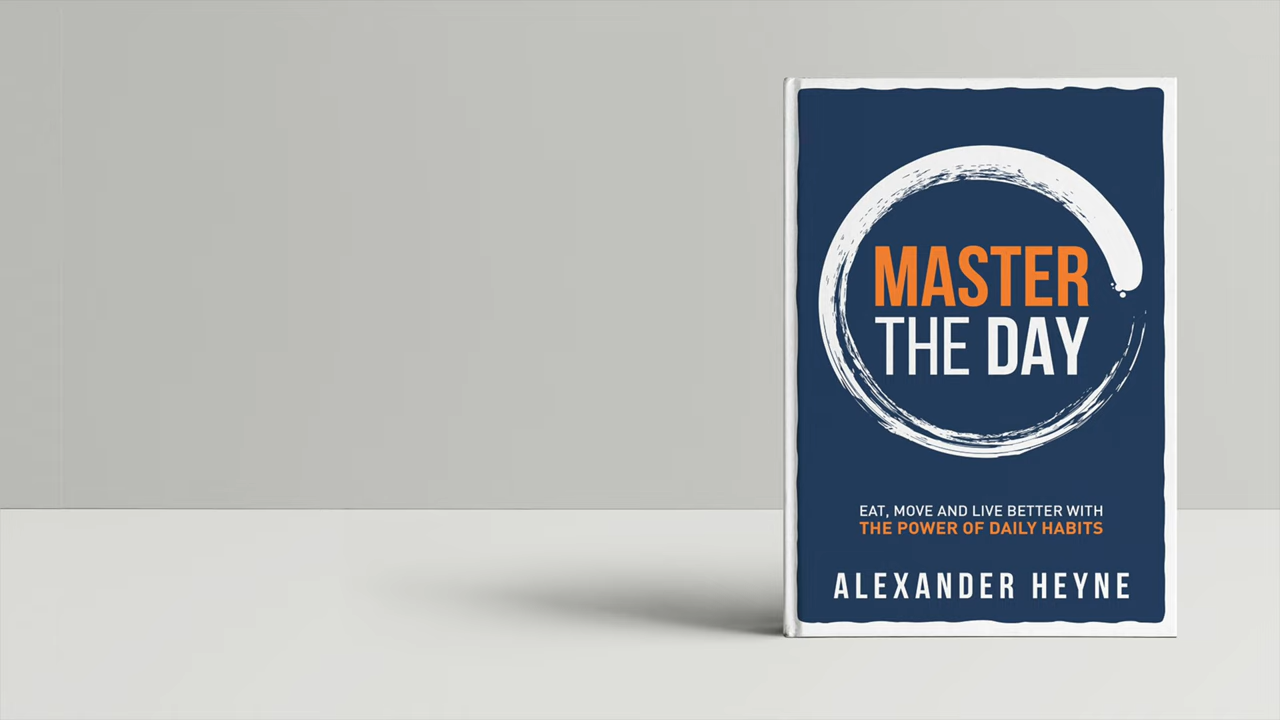 MASTER
THE DAY
EAT, MOVE AND LIVE BETTER WITH
THE POWER OF DAILY HABITS
ALEXANDER HEYNE